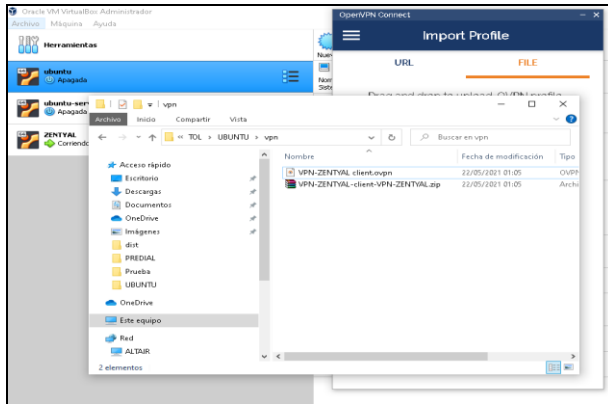 Oracle VM VirtualBox Administrador
Archivo Máquina Ayuda
Herramientas
ubuntu
Apagada
ubuntu-ser
Apagada
ZENTYAL
Corriendo
OpenVPN Connect
Import Profile
URL
FILE
vpn
Archivo Inicio Compartir Vista
« TOL > UBUNTU > vpn
Buscar en vpn
Acceso rápido
Escritorio
Descargas
Documentos
OneDrive
Imágenes
dist
PREDIAL
Prueba
UBUNTU
OneDrive
Este equipo
Red
ALTAIR
Nombre Fecha de modificación Tipo
VPN-ZENTYAL client.ovpn 22/05/2021 01:05 OVPN
VPN-ZENTYAL-client-VPN-ZENTYAL.zip 22/05/2021 01:05 Archi
2 elementos